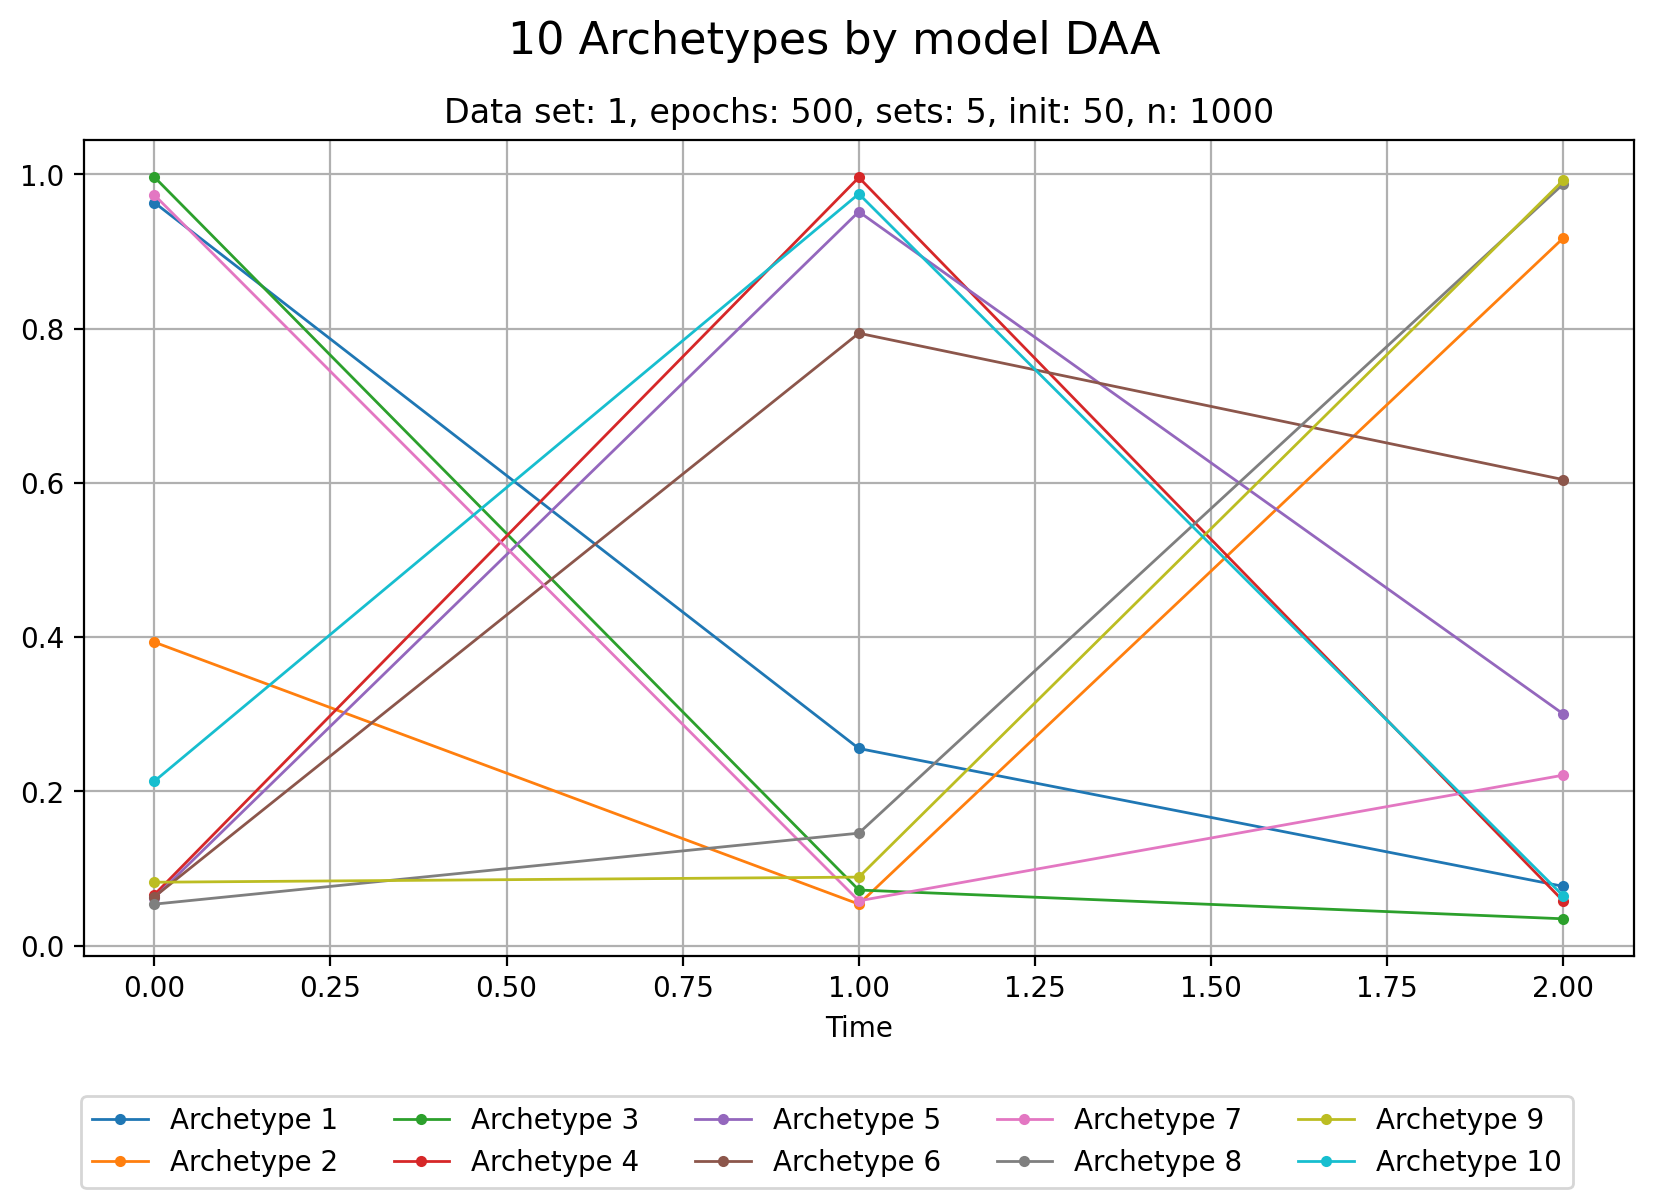 10 Archetypes by model DAA
Data set: 1, epochs: 500, sets: 5, init: 50, n: 1000
1.0
0.8
0.6
0.4
0.2
0.0
0.00 0.25 0.50 0.75 1.00 1.25 1.50 1.75 2.00
Time
Archetype 1 Archetype 3 Archetype 5 Archetype 7 Archetype 9
Archetype 2 Archetype 4 Archetype 6 Archetype 8 Archetype 10